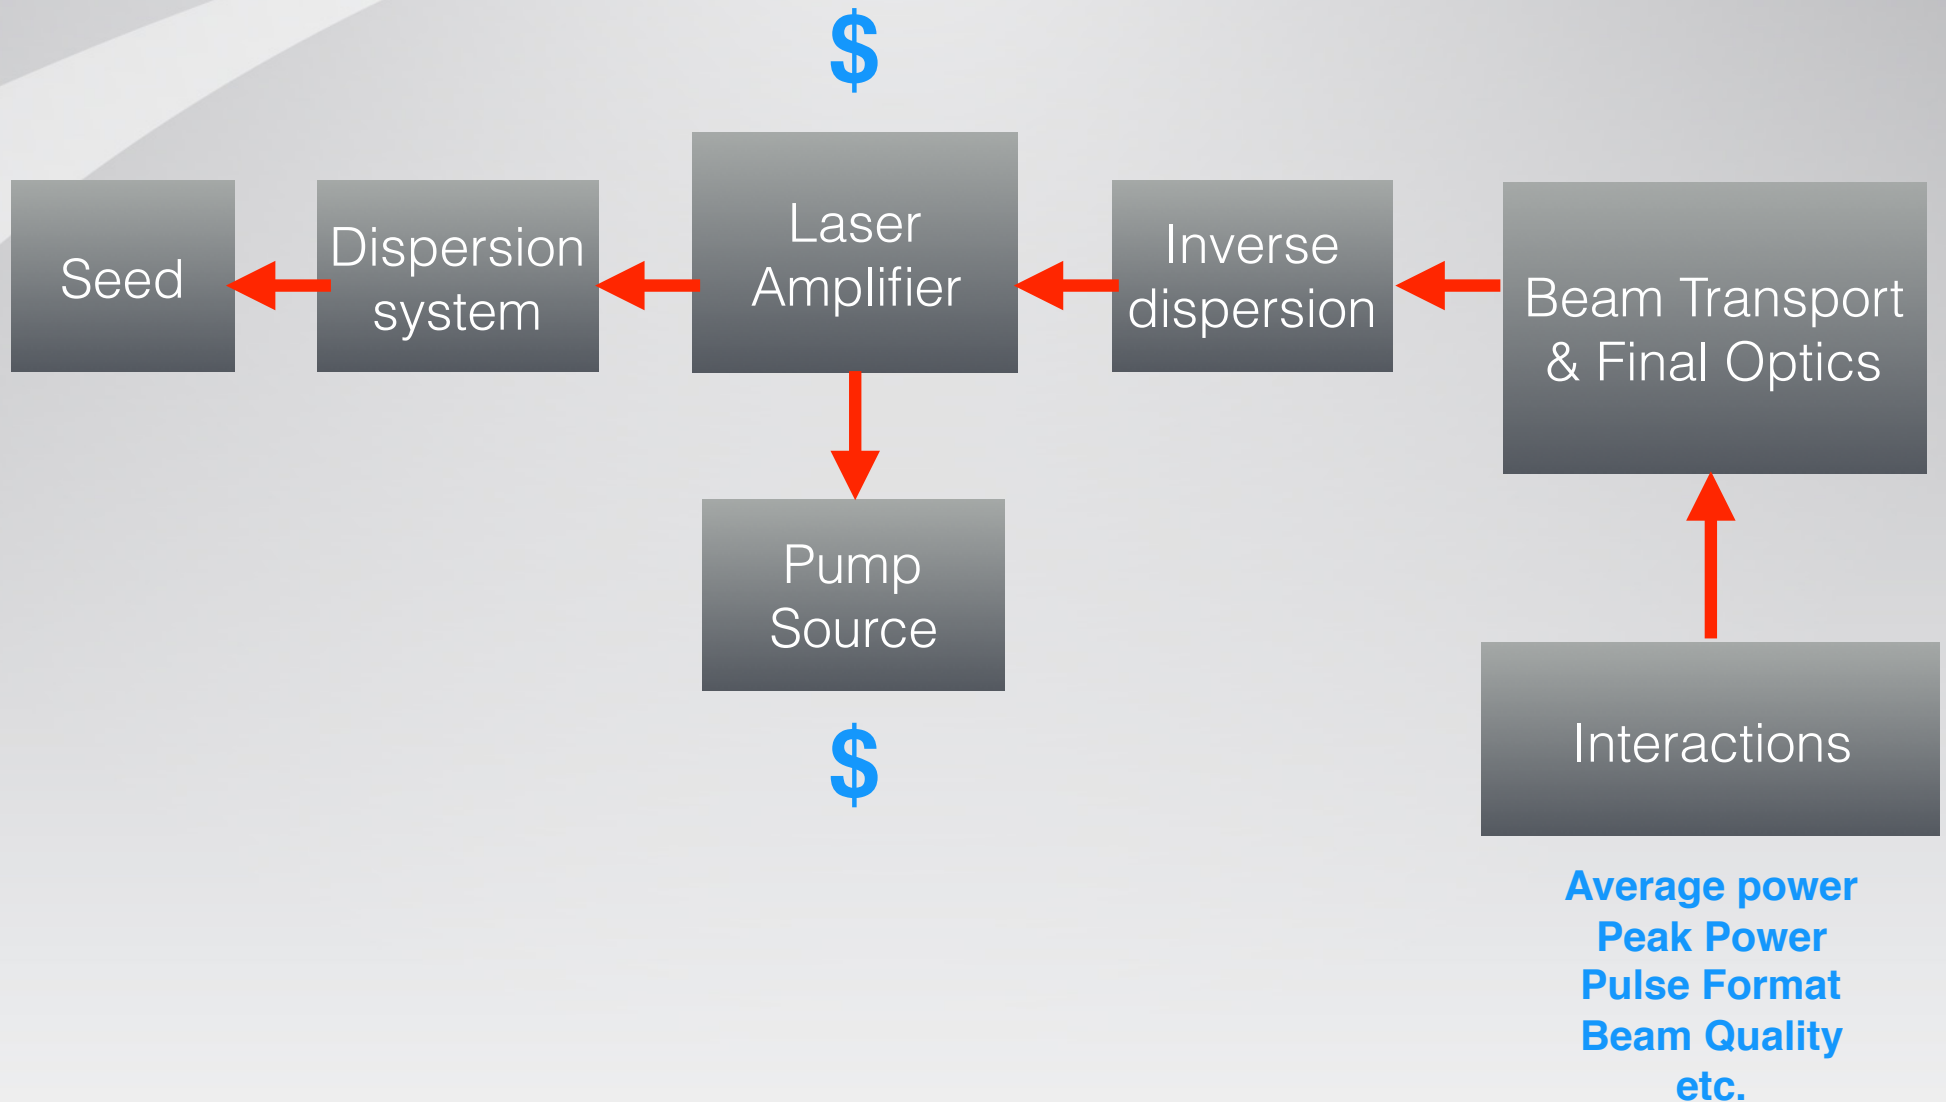 $
Seed
Dispersion
system
Laser
Amplifier
Inverse
dispersion
Beam Transport
& Final Optics
Pump
Source
$
Interactions
Average power
Peak Power
Pulse Format
Beam Quality
etc.